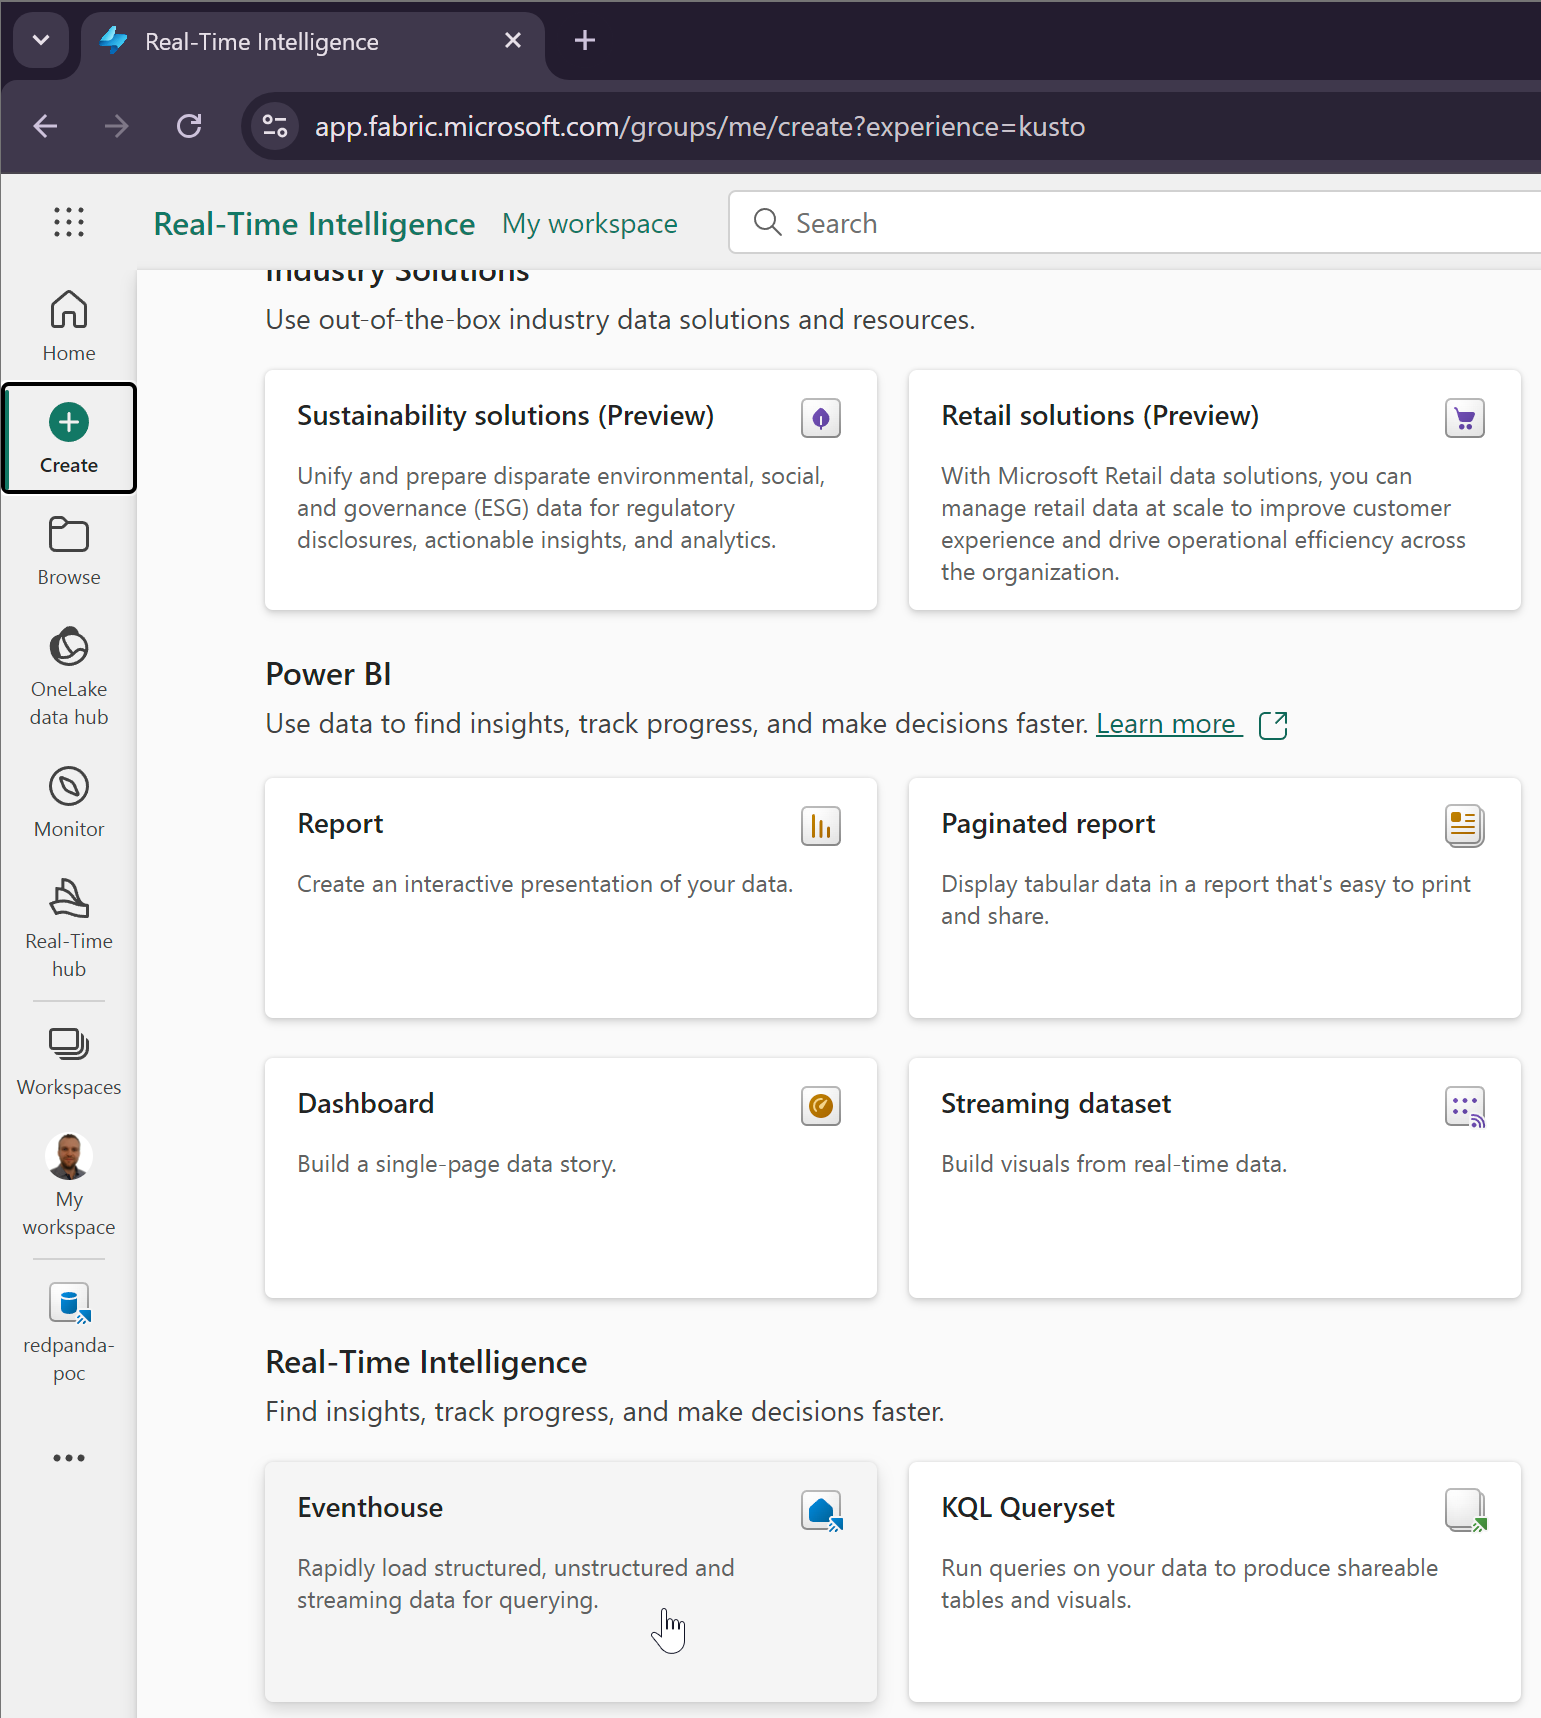 Real-Time Intelligence
app.fabric.microsoft.com/groups/me/create?experience=kusto
Real-Time Intelligence My workspace Search
Home
Create
Browse
OneLake
data hub
Monitor
Real-Time
hub
Workspaces
My
workspace
redpanda-
poc
Industry Solutions
Use out-of-the-box industry data solutions and resources.
Sustainability solutions (Preview)
Unify and prepare disparate environmental, social,
and governance (ESG) data for regulatory
disclosures, actionable insights, and analytics.
Retail solutions (Preview)
With Microsoft Retail data solutions, you can
manage retail data at scale to improve customer
experience and drive operational efficiency across
the organization.
Power BI
Use data to find insights, track progress, and make decisions faster. Learn more
Report
Create an interactive presentation of your data.
Paginated report
Display tabular data in a report that's easy to print
and share.
Dashboard
Build a single-page data story.
Streaming dataset
Build visuals from real-time data.
Real-Time Intelligence
Find insights, track progress, and make decisions faster.
Eventhouse
Rapidly load structured, unstructured and
streaming data for querying.
KQL Queryset
Run queries on your data to produce shareable
tables and visuals.